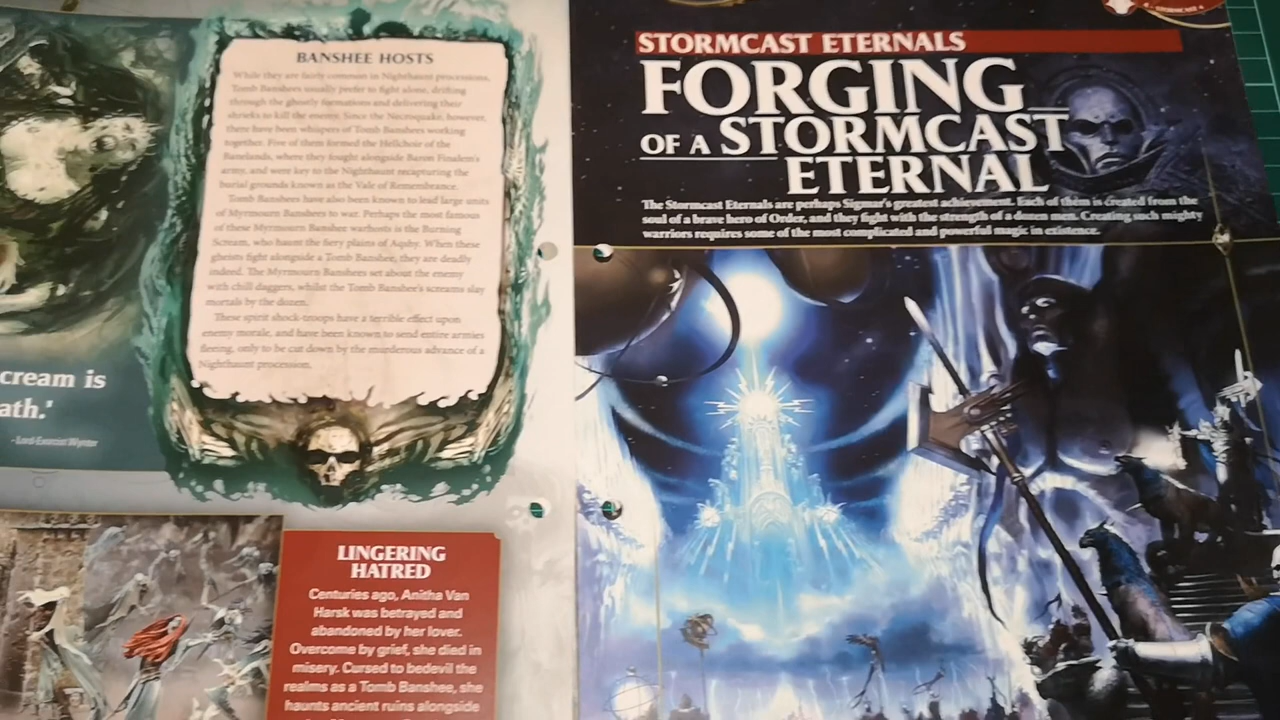 BANSHEE HOSTS
While they are fairly common in Nighthaunt processions,
Tomb Banshees usually prefer to fight alone, drifting
through the ghostly formations and delivering their
shrieks to kill the enemy. Since the Necroquake, however,
there have been whispers of Tomb Banshees working
together. Five of them formed the Hellchoir of the
Banelands, where they fought alongside Baron Finalem's
army, and were key to the Nighthaunt recapturing the
burial grounds known as the Vale of Remembrance.
Tomb Banshees have also been known to lead large units
of Myrmourn Banshees to war. Perhaps the most famous
of these Myrmourn Banshee warhosts is the Burning
Scream, who haunt the fiery plains of Aqshy. When these
gheists fight alongside a Tomb Banshee, they are deadly
indeed. The Myrmourn Banshees set about the enemy
with chill daggers, whilst the Tomb Banshee's screams slay
mortals by the dozen.
These spirit shock-troops have a terrible effect upon
enemy morale, and have been known to send entire armies
fleeing, only to be cut down by the murderous advance of a
Nighthaunt procession.
cream is
ath.'
- Lord-Exorcist Wyntor
LINGERING
HATRED
Centuries ago, Anitha Van
Harsk was betrayed and
abandoned by her lover.
Overcome by grief, she died in
misery. Cursed to bedevil the
realms as a Tomb Banshee, she
haunts ancient ruins alongside
STORMCAST ETERNALS
FORGING
OF A STORMCAST
ETERNAL
The Stormcast Eternals are perhaps Sigmar's greatest achievement. Each of them is created from the
soul of a brave hero of Order, and they fight with the strength of a dozen men. Creating such mighty
warriors requires some of the most complicated and powerful magic in existence.